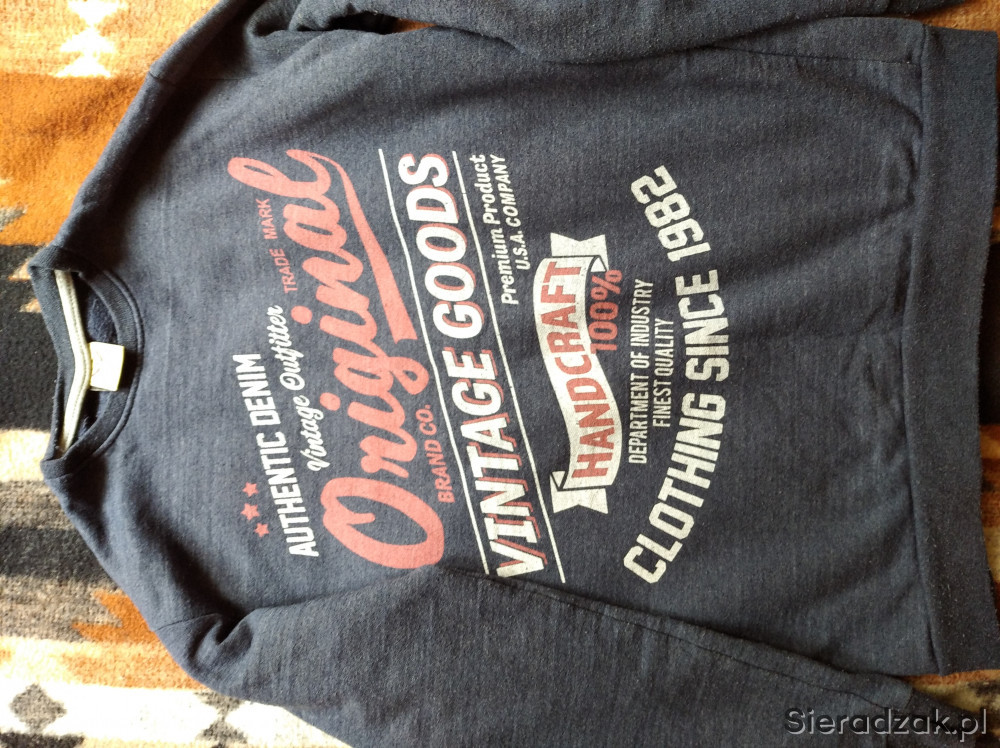 AUTHENTIC DENIM
Vintage Outfitter
TRADE MARK
Original
BRAND CO.
VINTAGE GOODS
Premium Product
U.S.A. COMPANY
HANDCRAFT
100%
DEPARTMENT OF INDUSTRY
FINEST QUALITY
CLOTHING SINCE 1982
Sieradzak.pl